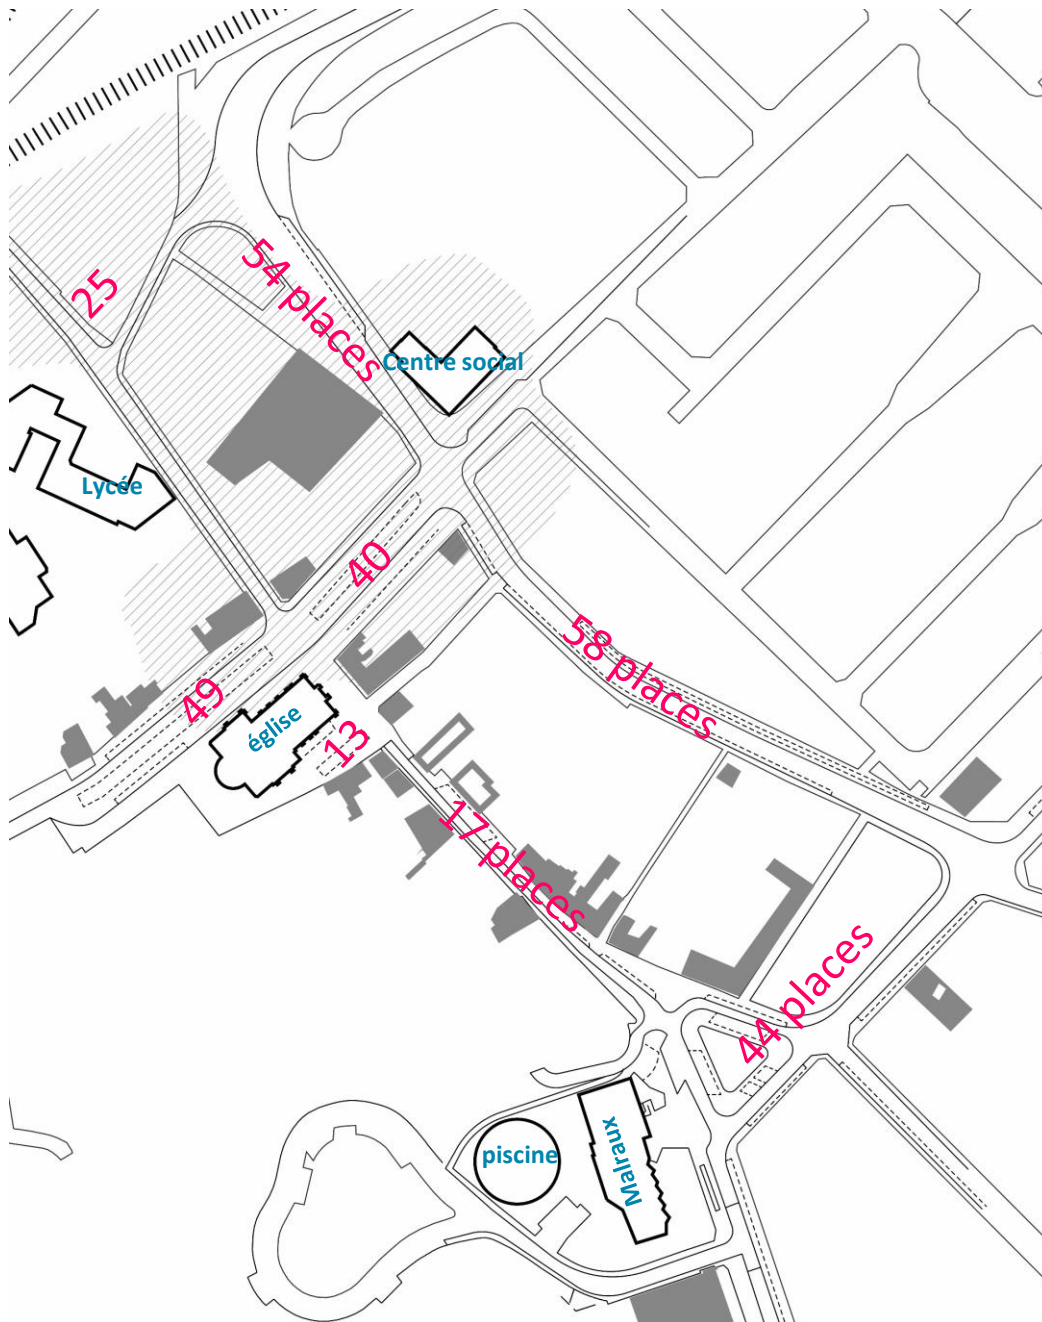 25
54 places
Centre social
Lycée
40
58 places
49
église
13
17 places
44 places
piscine
Malraux